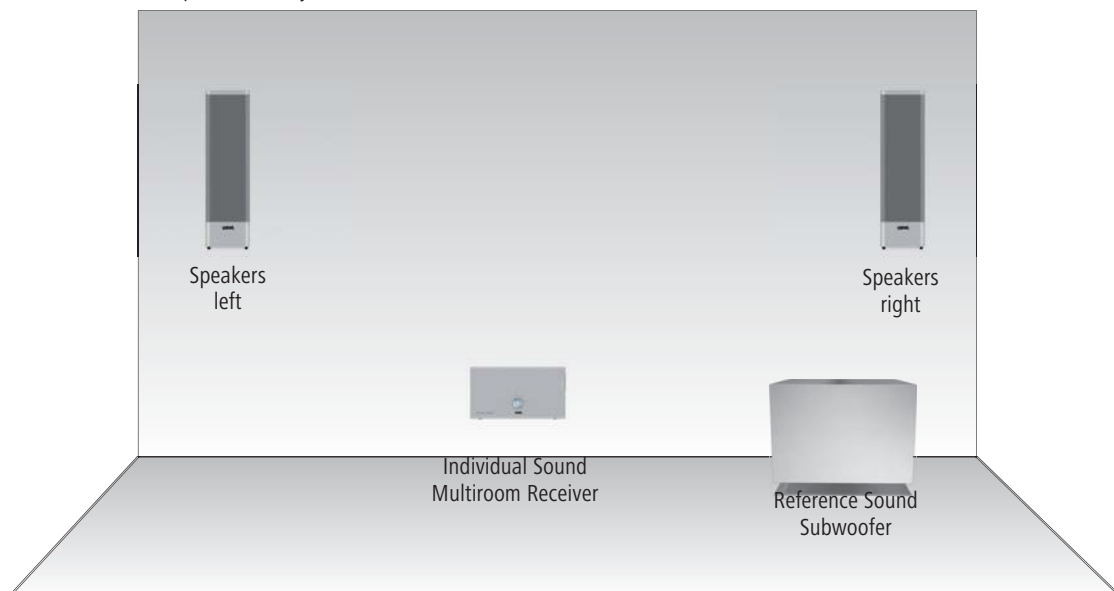 Speakers
left
Speakers
right
Individual Sound
Multiroom Receiver
Reference Sound
Subwoofer